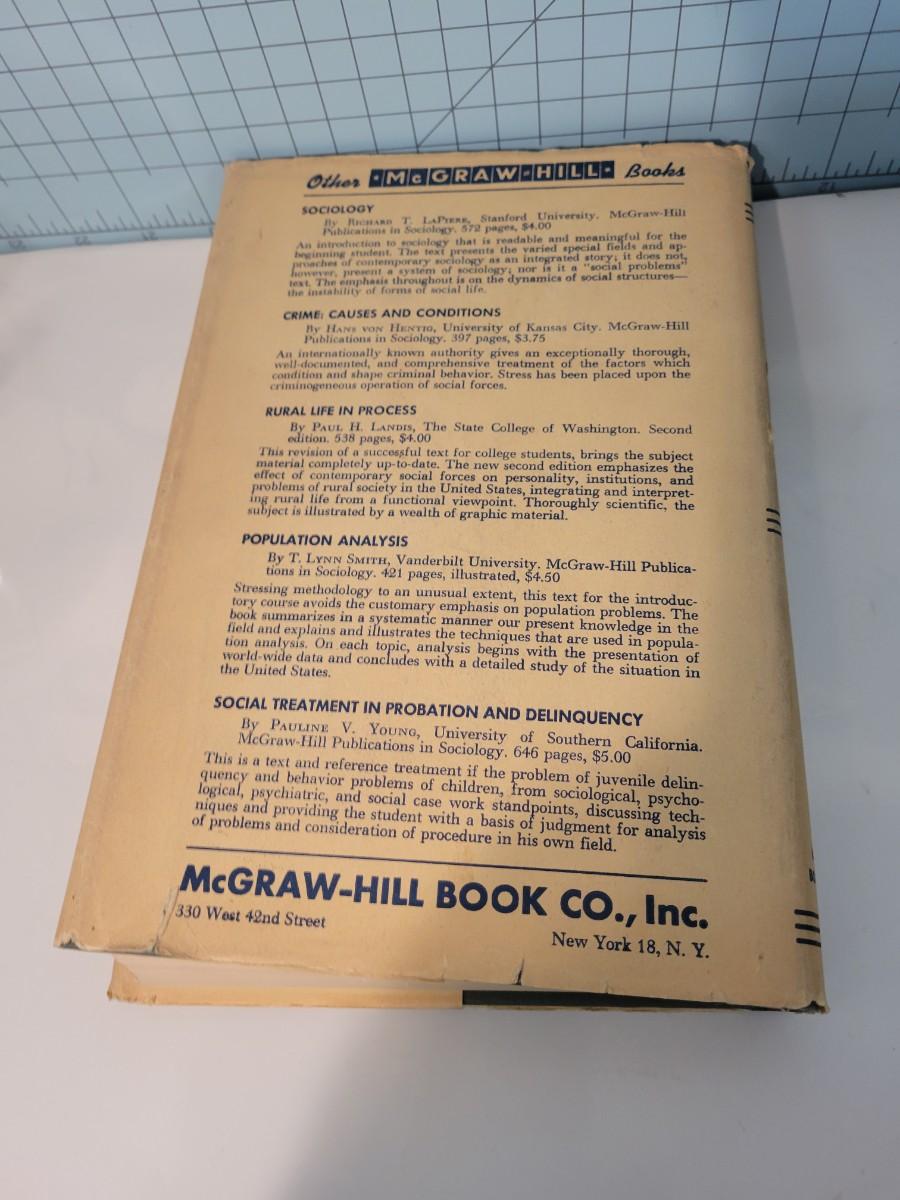 Other ·McGRAW-HILL· Books
SOCIOLOGY
By RICHARD T. LAPIERE, Stanford University. McGraw-Hill
Publications in Sociology. 572 pages, $4.00
An introduction to sociology that is readable and meaningful for the
beginning student. The text presents the varied special fields and ap-
proaches of contemporary sociology as an integrated story; it does not,
however, present a system of sociology; nor is it a "social problems"
text. The emphasis throughout is on the dynamics of social structures—
the instability of forms of social life.
CRIME: CAUSES AND CONDITIONS
By HANS VON HENTIG, University of Kansas City. McGraw-Hill
Publications in Sociology. 397 pages, $3.75
An internationally known authority gives an exceptionally thorough,
well-documented, and comprehensive treatment of the factors which
condition and shape criminal behavior. Stress has been placed upon the
criminogeneous operation of social forces.
RURAL LIFE IN PROCESS
By PAUL H. LANDIS, The State College of Washington. Second
edition. 538 pages, $4.00
This revision of a successful text for college students, brings the subject
material completely up-to-date. The new second edition emphasizes the
effect of contemporary social forces on personality, institutions, and
problems of rural society in the United States, integrating and interpret-
ing rural life from a functional viewpoint. Thoroughly scientific, the
subject is illustrated by a wealth of graphic material.
POPULATION ANALYSIS
By T. LYNN SMITH, Vanderbilt University. McGraw-Hill Publica-
tions in Sociology. 421 pages, illustrated, $4.50
Stressing methodology to an unusual extent, this text for the introduc-
tory course avoids the customary emphasis on population problems. The
book summarizes in a systematic manner our present knowledge in the
field and explains and illustrates the techniques that are used in popula-
tion analysis. On each topic, analysis begins with the presentation of
world-wide data and concludes with a detailed study of the situation in
the United States.
SOCIAL TREATMENT IN PROBATION AND DELINQUENCY
By PAULINE V. YOUNG, University of Southern California.
McGraw-Hill Publications in Sociology. 646 pages, $5.00
This is a text and reference treatment if the problem of juvenile delin-
quency and behavior problems of children, from sociological, psycho-
logical, psychiatric, and social case work standpoints, discussing tech-
niques and providing the student with a basis of judgment for analysis
of problems and consideration of procedure in his own field.
McGRAW-HILL BOOK CO., Inc.
330 West 42nd Street
New York 18, N. Y.